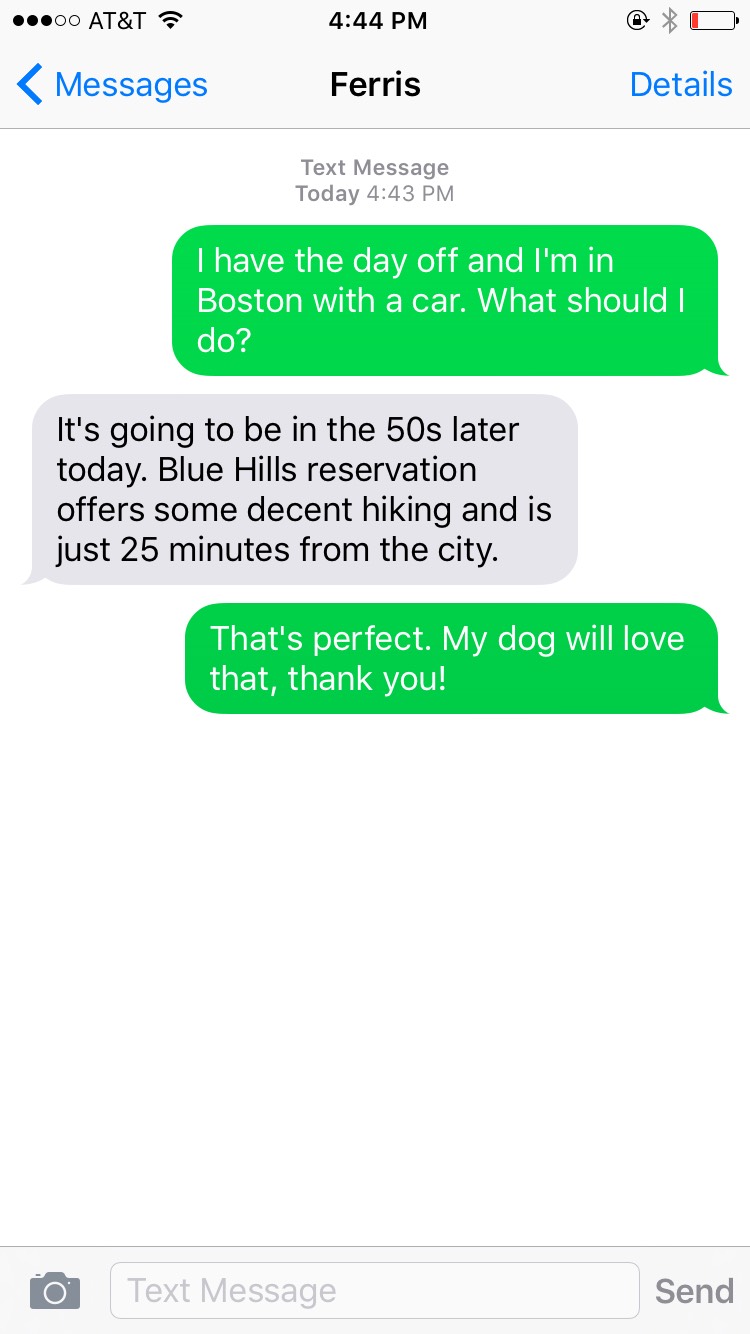 AT&T 4:44 PM
Messages Ferris Details
Text Message
Today 4:43 PM
I have the day off and I'm in
Boston with a car. What should I
do?
It's going to be in the 50s later
today. Blue Hills reservation
offers some decent hiking and is
just 25 minutes from the city.
That's perfect. My dog will love
that, thank you!
Text Message Send